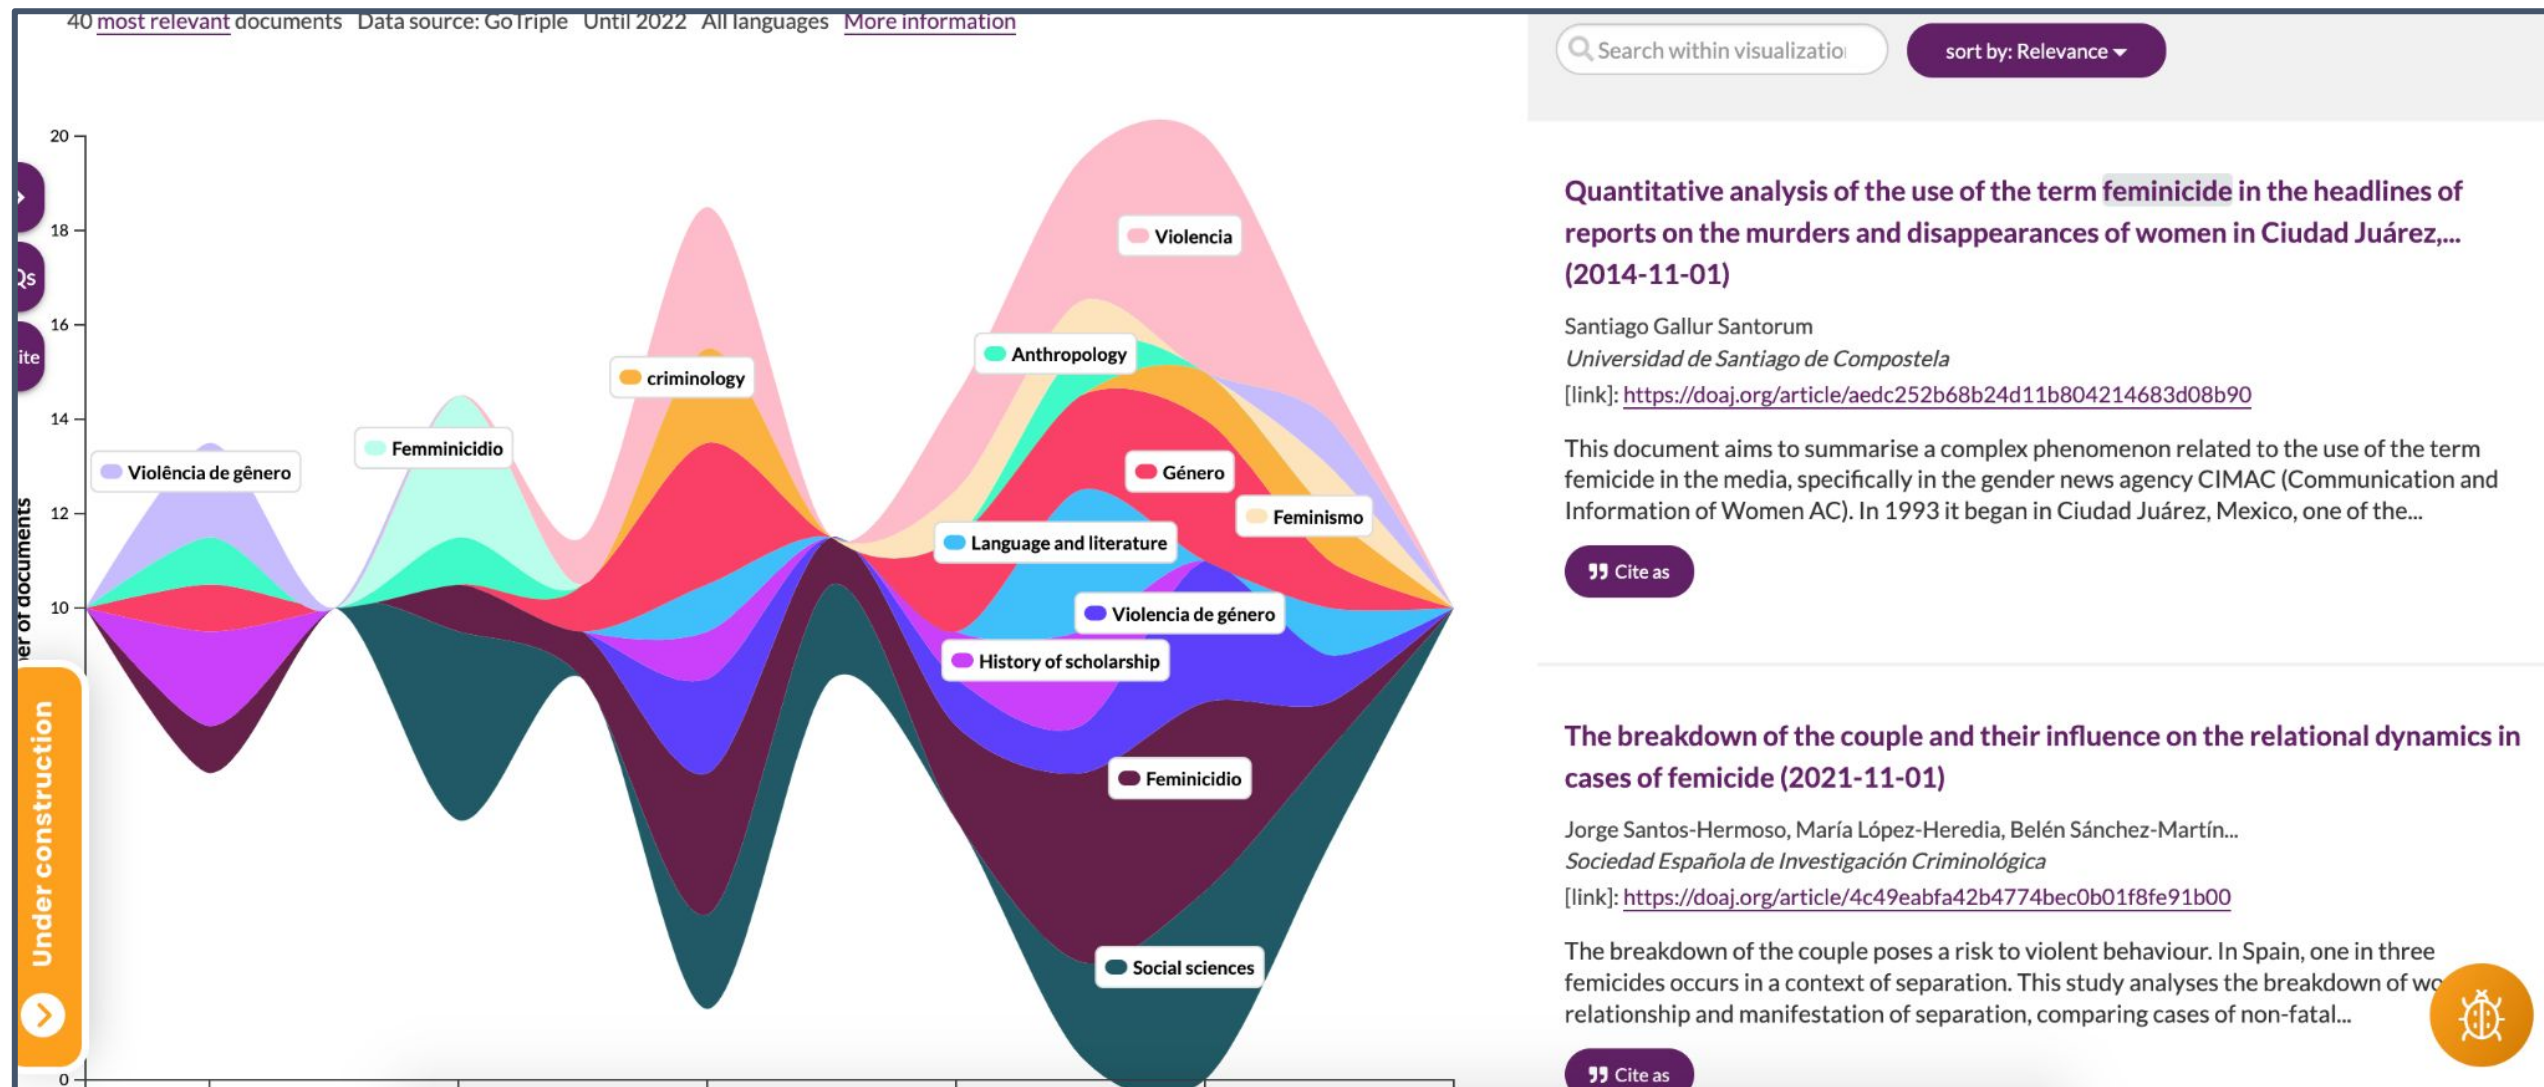 40 most relevant documents Data source: GoTriple Until 2022 All languages More information
20
18
16
14
12
10
0
Violência de gênero
Femminicidio
criminology
Violencia
Anthropology
Género
Feminismo
Language and literature
Violencia de género
History of scholarship
Feminicidio
Social sciences
of documents
Under construction
Search within
sort by: Relevance
Quantitative analysis of the use of the term feminicide in the headlines of
reports on the murders and disappearances of women in Ciudad Juárez,...
(2014-11-01)
Santiago Gallur Santorum
Universidad de Santiago de Compostela
[link]: https://doaj.org/article/aedc252b68b24d11b804214683d08b90
This document aims to summarise a complex phenomenon related to the use of the term
femicide in the media, specifically in the gender news agency CIMAC (Communication and
Information of Women AC). In 1993 it began in Ciudad Juárez, Mexico, one of the...
Cite as
The breakdown of the couple and their influence on the relational dynamics in
cases of femicide (2021-11-01)
Jorge Santos-Hermoso, María López-Heredia, Belén Sánchez-Martín...
Sociedad Española de Investigación Criminológica
[link]: https://doaj.org/article/4c49eabfa42b4774bec0b01f8fe91b00
The breakdown of the couple poses a risk to violent behaviour. In Spain, one in three
femicides occurs in a context of separation. This study analyses the breakdown of
relationship and manifestation of separation, comparing cases of non-fatal...
Cite as